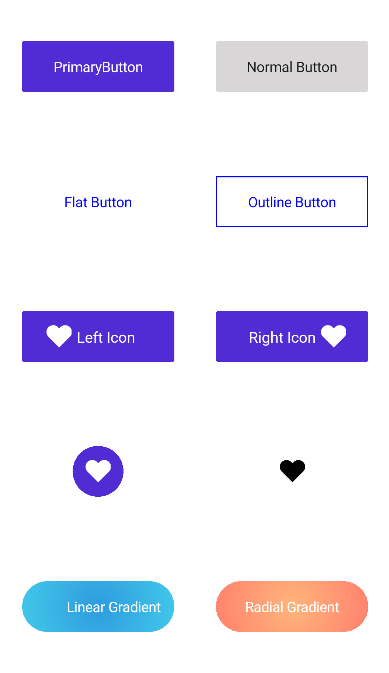 PrimaryButton
Normal Button
Flat Button
Outline Button
Left Icon
Right Icon
Linear Gradient
Radial Gradient